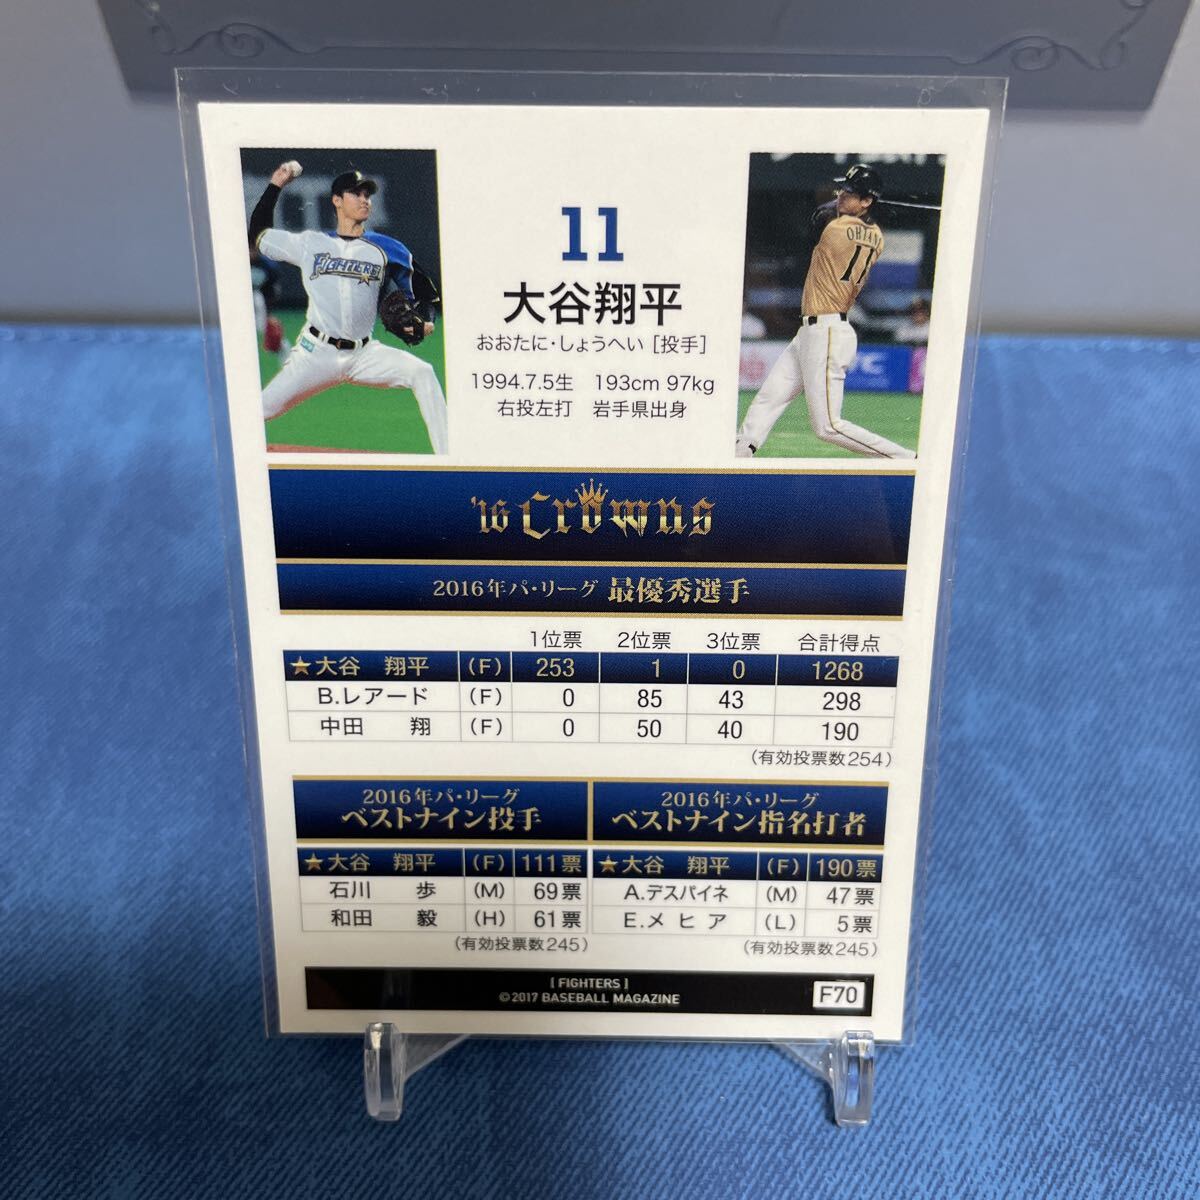 FIGHTERS
OHTANI
11
11
大谷翔平
おおたに・しょうへい [投手]
1994.7.5生 193cm 97kg
右投左打 岩手県出身
'16 Crowns
2016年パ・リーグ 最優秀選手
1位票 2位票 3位票 合計得点
★大谷 翔平 (F) 253 1 0 1268
B.レアード (F) 0 85 43 298
中田 翔 (F) 0 50 40 190
(有効投票数254)
2016年パ・リーグ
ベストナイン投手
★大谷 翔平 (F) 111票
石川 歩 (M) 69票
和田 毅 (H) 61票
(有効投票数245)
2016年パ・リーグ
ベストナイン指名打者
★大谷 翔平 (F) 190票
A.デスパイネ (M) 47票
E.メヒア (L) 5票
(有効投票数245)
[ FIGHTERS ]
©2017 BASEBALL MAGAZINE
F70